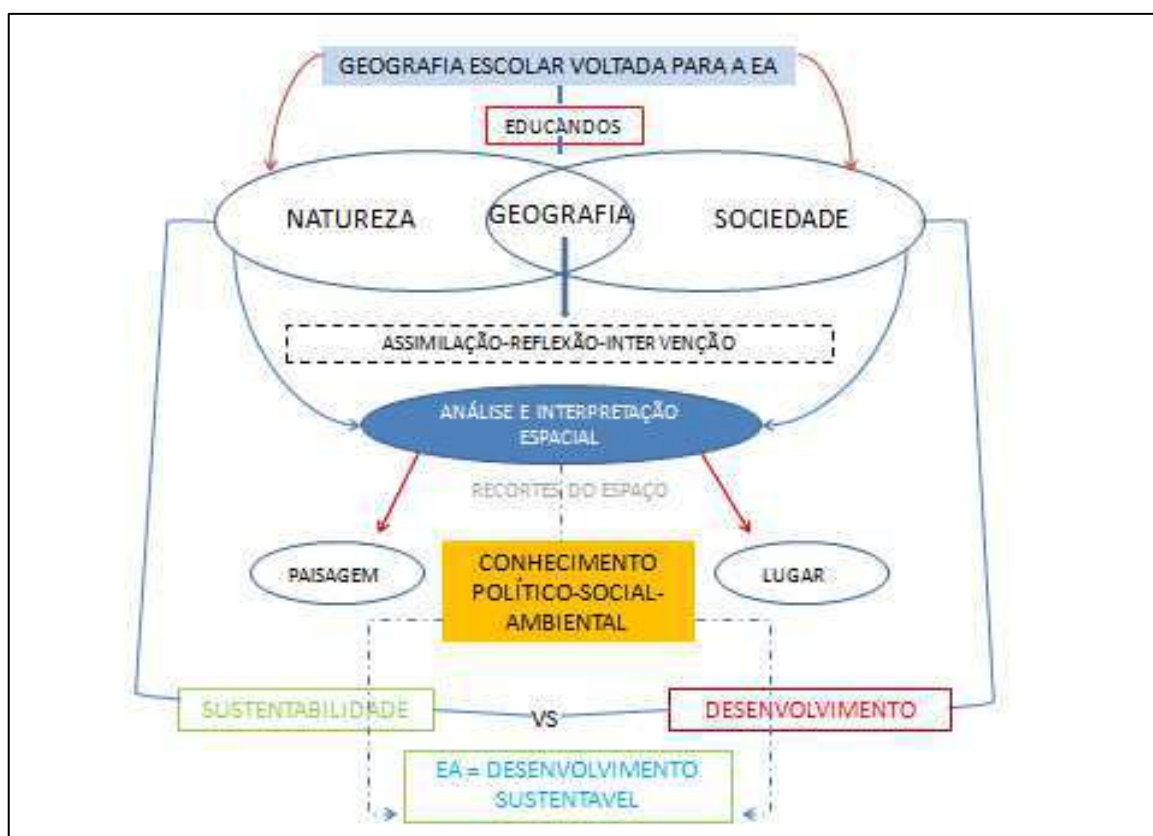 GEOGRAFIA ESCOLAR VOLTADA PARA A EA
EDUCANDOS
NATUREZA
GEOGRAFIA
SOCIEDADE
ASSIMILAÇÃO-REFLEXÃO-INTERVENÇÃO
ANÁLISE E INTERPRETAÇÃO
ESPACIAL
RECORTES DO ESPAÇO
PAISAGEM
CONHECIMENTO
POLÍTICO-SOCIAL-
AMBIENTAL
LUGAR
SUSTENTABILIDADE
VS
DESENVOLVIMENTO
EA = DESENVOLVIMENTO
SUSTENTAVEL